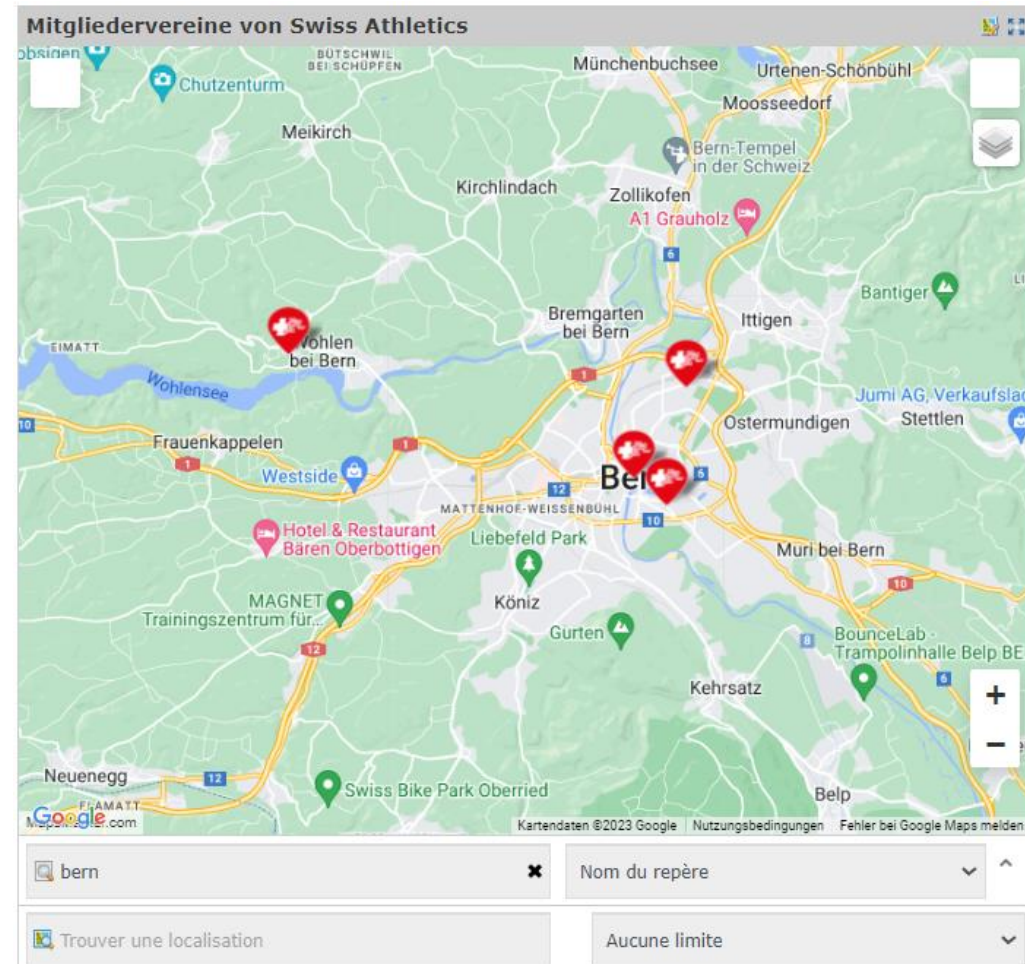 Mitgliedervereine von Swiss Athletics
BÜTSCHWIL
BEI SCHÜPFEN
Chutzenturm
Münchenbuchsee
Urtenen-Schönbühl
Moosseedorf
Meikirch
Bern-Tempel
in der Schweiz
Kirchlindach
Zollikofen
A1 Grauholz
6
Bantiger
Bremgarten
bei Bern
Ittigen
EIMATT
Wohlen
bei Bern
1
Wohlensee
Jumi AG, Verkaufslad
10
Ostermundigen
Stettlen
Frauenkappelen
1
1
Westside
Ber
6
12
MATTENHOF-WEISSENBÜHL
10
Hotel & Restaurant
Bären Oberbottigen
Liebefeld Park
Muri bei Bern
10
MAGNET
Trainingszentrum für...
Köniz
Gurten
8
BounceLab -
Trampolinhalle Belp BE
12
6
Kehrsatz
+
−
Neuenegg
12
Swiss Bike Park Oberried
Belp
FLAMATT
Google
.com
Kartendaten ©2023 Google
Nutzungsbedingungen
Fehler bei Google Maps melden
bern
Nom du repère
Trouver une localisation
Aucune limite